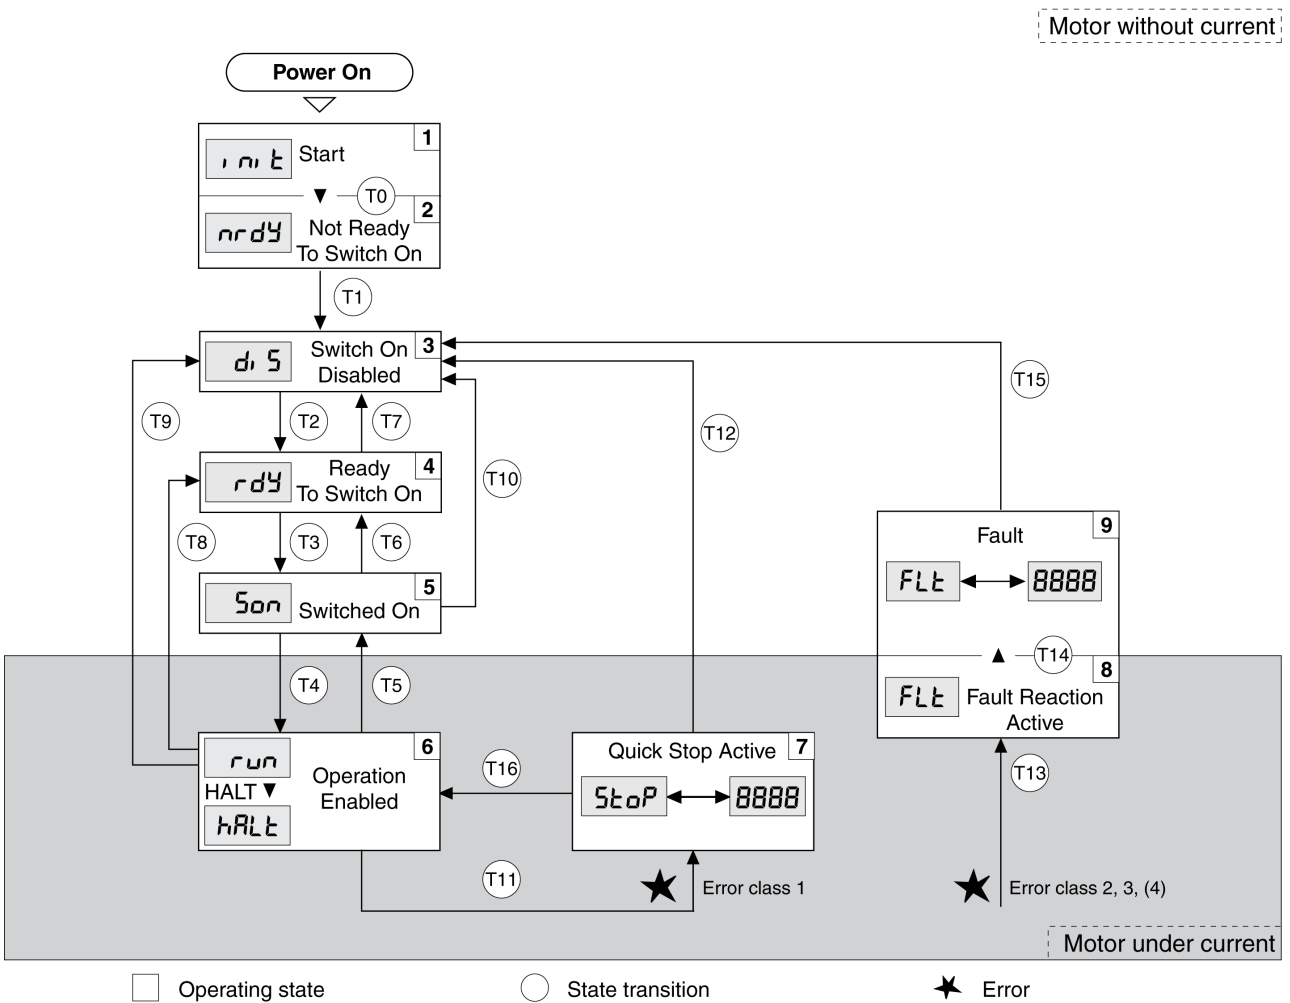 Motor without current
Power On
1
init
Start
T0
2
nrdy
Not Ready
To Switch On
T1
3
diS
Switch On
Disabled
T15
T9
T2
T7
T12
4
rdy
Ready
To Switch On
T10
T8
T3
T6
9
Fault
FLt
8888
5
Son
Switched On
T14
8
FLt
Fault Reaction
Active
T4
T5
6
run
HALT
hALt
Operation
Enabled
T16
7
Quick Stop Active
StoP
8888
T13
T11
Error class 1
Error class 2, 3, (4)
Motor under current
Operating state
State transition
Error